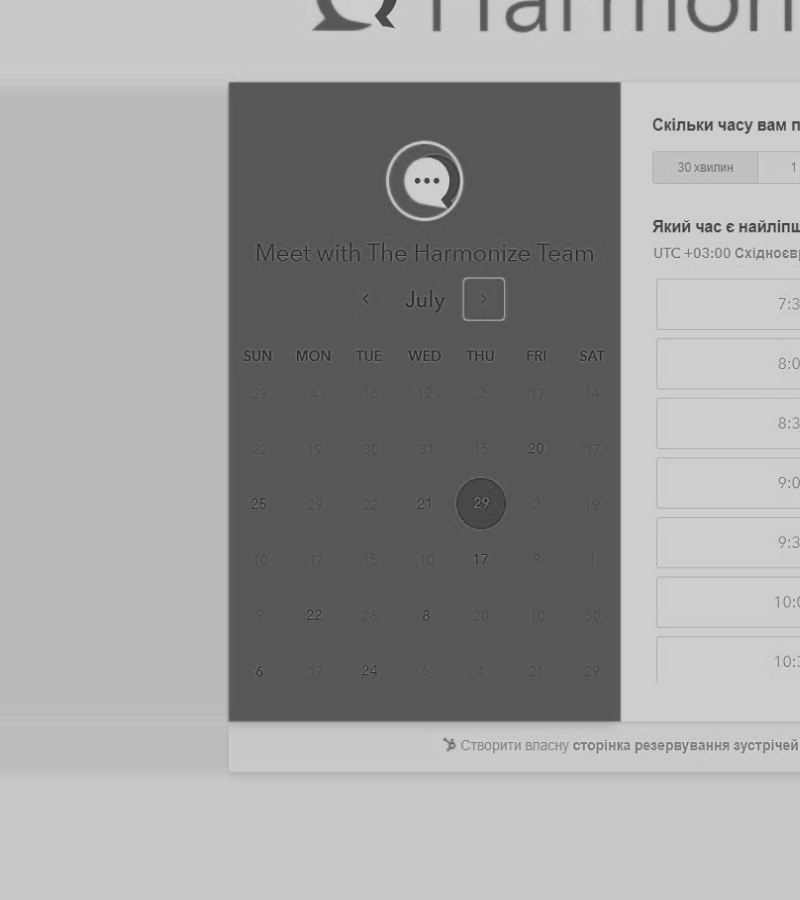 Harmon
Meet with The Harmonize Team
July
SUN MON TUE WED THU FRI SAT
29 4 16 12 2 17 14
22 19 30 31 15 20 17
25 29 22 21 29 2 19
10 17 15 10 17 9 1
9 22 26 8 20 10 30
6 17 24 6 4 21 29
Скільки часу вам п
30 хвилин 1
Який час є найліпш
UTC +03:00 Східноєв
7:3
8:0
8:3
9:0
9:3
10:0
10:3
Створити власну сторінка резервування зустрічей